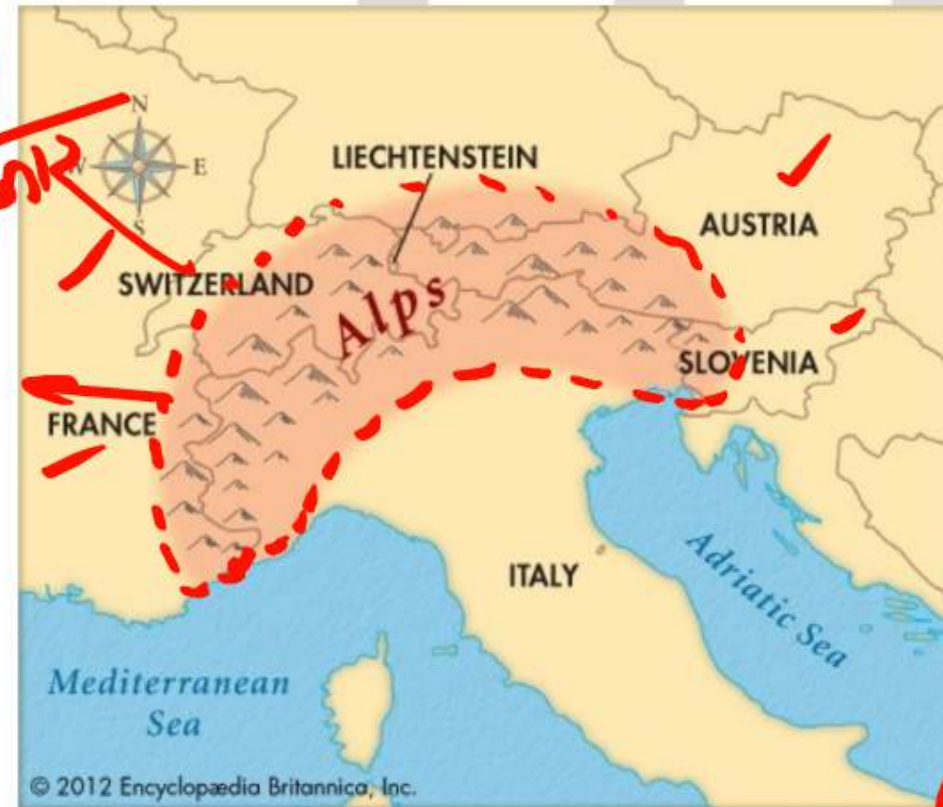 N
W
E
S
LIECHTENSTEIN
AUSTRIA
SWITZERLAND
Alps
SLOVENIA
FRANCE
ITALY
Adriatic Sea
Mediterranean
Sea
© 2012 Encyclopædia Britannica, Inc.